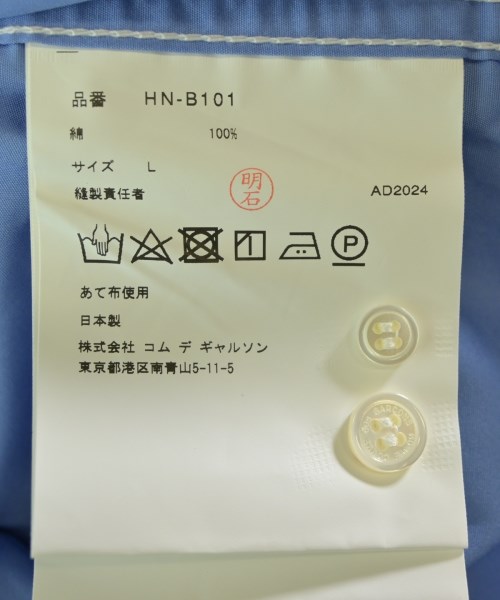 品番 HN-B101
綿 100%
サイズ L
縫製責任者 明石 AD2024
P
あて布使用
日本製
株式会社 コム デ ギャルソン
東京都港区南青山5-11-5